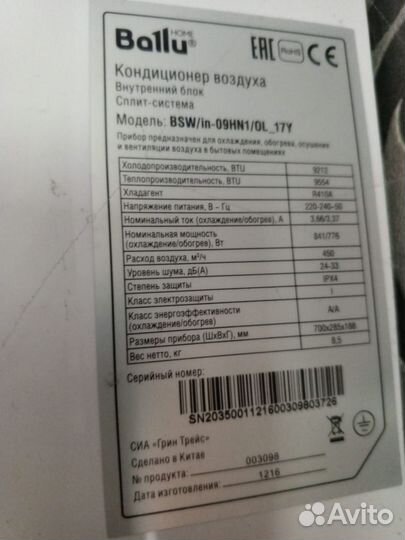 Ballu®
HOME
EAC RoHS CE
Кондиционер воздуха
Внутренний блок
Сплит-система
Модель: BSW/in-09HN1/OL_17Y
Прибор предназначен для охлаждения, обогрева, осушения
и вентиляции воздуха в бытовых помещениях
Холодопроизводительность, BTU 9212
Теплопроизводительность, BTU 9554
Хладагент R410A
Напряжение питания, В – Гц 220-240~50
Номинальный ток (охлаждение/обогрев), А 3,66/3,37
Номинальная мощность
(охлаждение/обогрев), Вт 841/776
Расход воздуха, м³/ч 450
Уровень шума, дБ(А) 24-33
Степень защиты IPX4
Класс электрозащиты I
Класс энергоэффективности
(охлаждение/обогрев) A/A
Размеры прибора (ШxВxГ), мм 700x285x188
Вес нетто, кг 8,5
Серийный номер:
SN2035001121600309803726
СИА «Грин Трейс»
Сделано в Китае
№ продукта: 003098
Дата изготовления: 1216
Avito